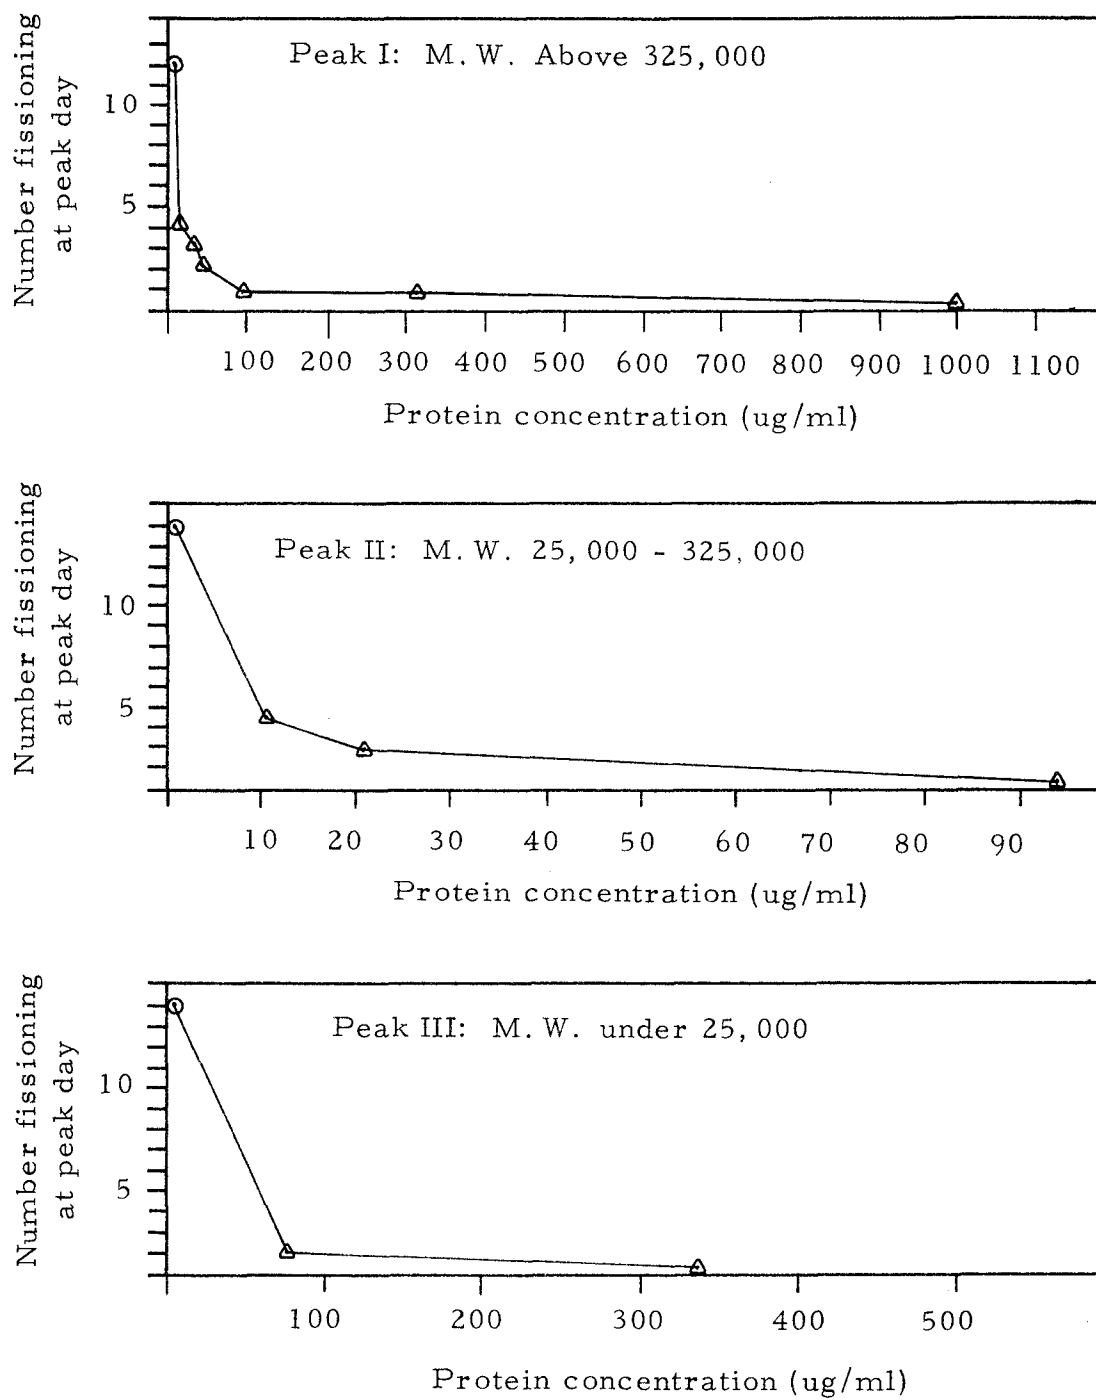 Peak I: M. W. Above 325,000
Number fissioning
at peak day
10
5
100 200 300 400 500 600 700 800 900 1000 1100
Protein concentration (ug/ml)
Peak II: M. W. 25,000 - 325,000
Number fissioning
at peak day
10
5
10 20 30 40 50 60 70 80 90
Protein concentration (ug/ml)
Peak III: M. W. under 25,000
Number fissioning
at peak day
10
5
100 200 300 400 500
Protein concentration (ug/ml)